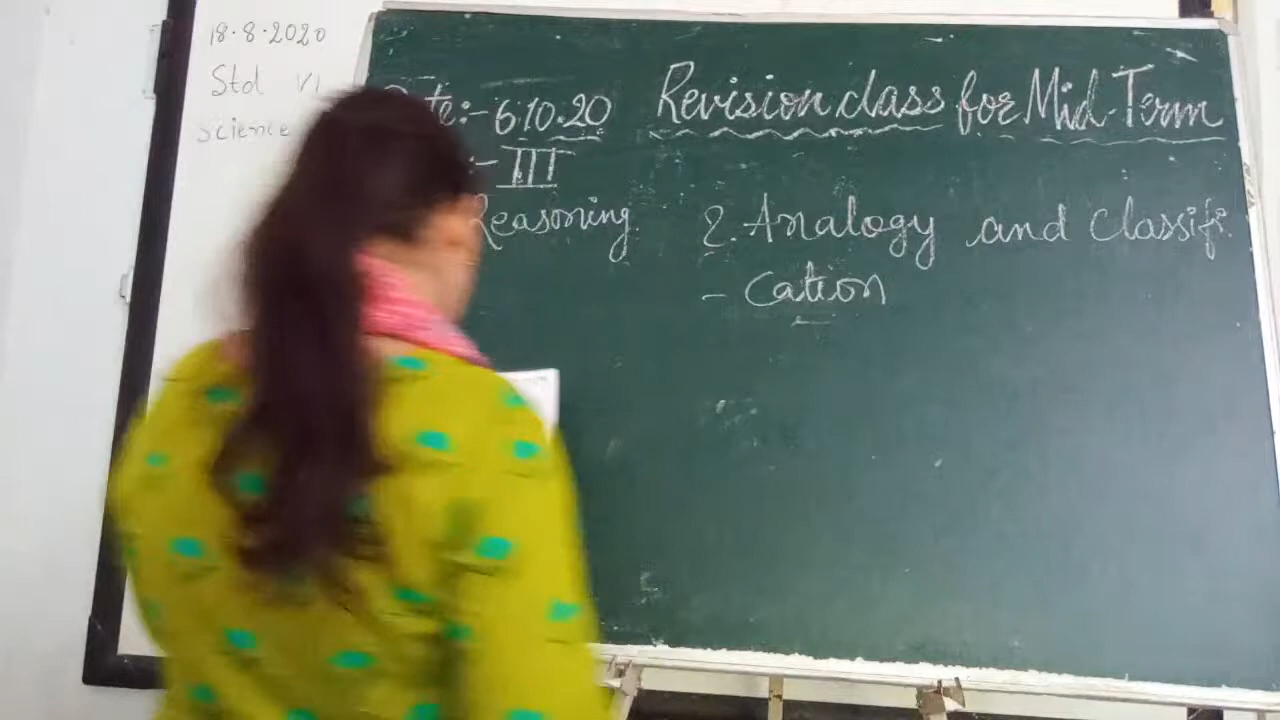 18.8.2020
Std VI
science
Date:- 6.10.20
Revision class for Mid-Term
:- III
Reasoning
2. Analogy and Classifi
- Cation